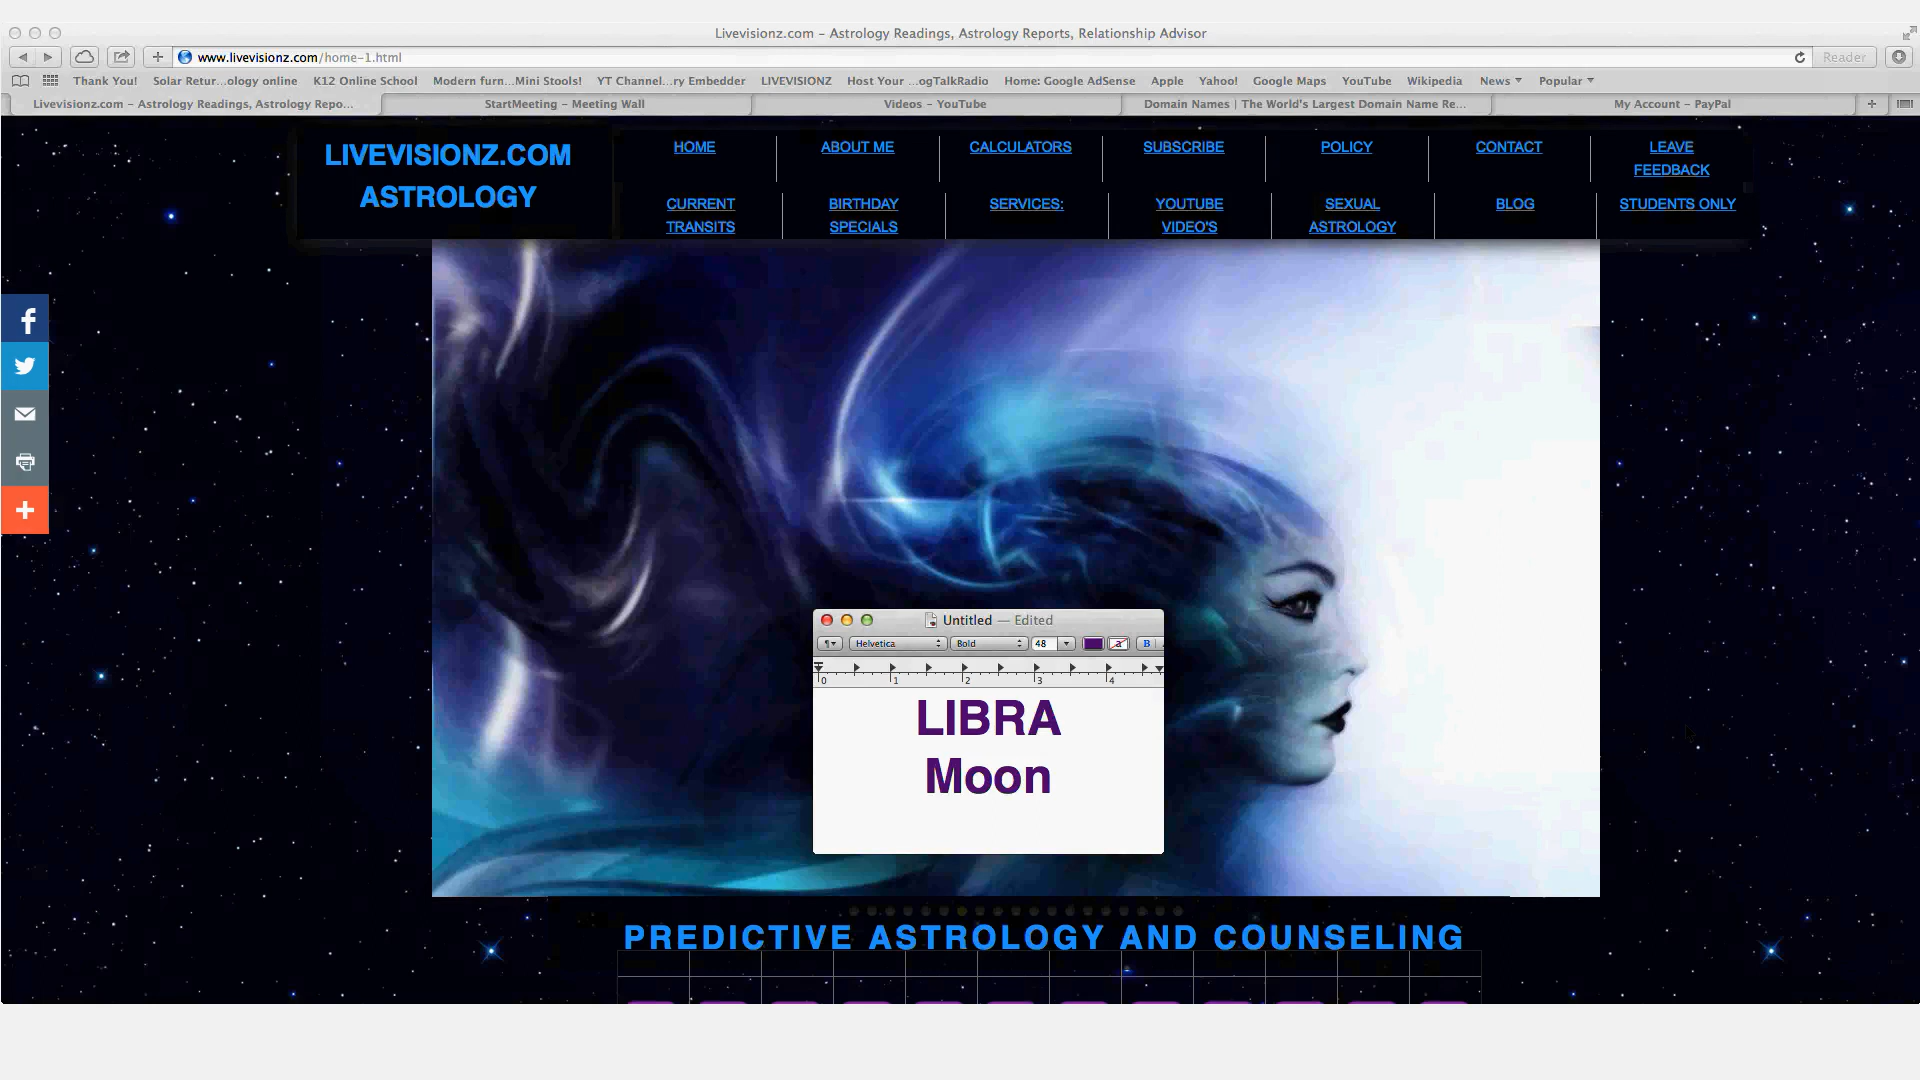 Livevisionz.com – Astrology Readings, Astrology Reports, Relationship Advisor
www.livevisionz.com/home-1.html
Reader
Thank You!
Solar Retur...ology online
K12 Online School
Modern furn...Mini Stools!
YT Channel...ry Embedder
LIVEVISIONZ
Host Your ...ogTalkRadio
Home: Google AdSense
Apple
Yahoo!
Google Maps
YouTube
Wikipedia
News
Popular
Livevisionz.com – Astrology Readings, Astrology Repo...
StartMeeting – Meeting Wall
Videos – YouTube
Domain Names | The World's Largest Domain Name Re...
My Account – PayPal
LIVEVISIONZ.COM
ASTROLOGY
HOME
ABOUT ME
CALCULATORS
SUBSCRIBE
POLICY
CONTACT
LEAVE
FEEDBACK
CURRENT
TRANSITS
BIRTHDAY
SPECIALS
SERVICES:
YOUTUBE
VIDEO'S
SEXUAL
ASTROLOGY
BLOG
STUDENTS ONLY
Untitled — Edited
Helvetica
Bold
48
a
B
0 1 2 3 4
LIBRA
Moon
PREDICTIVE ASTROLOGY AND COUNSELING